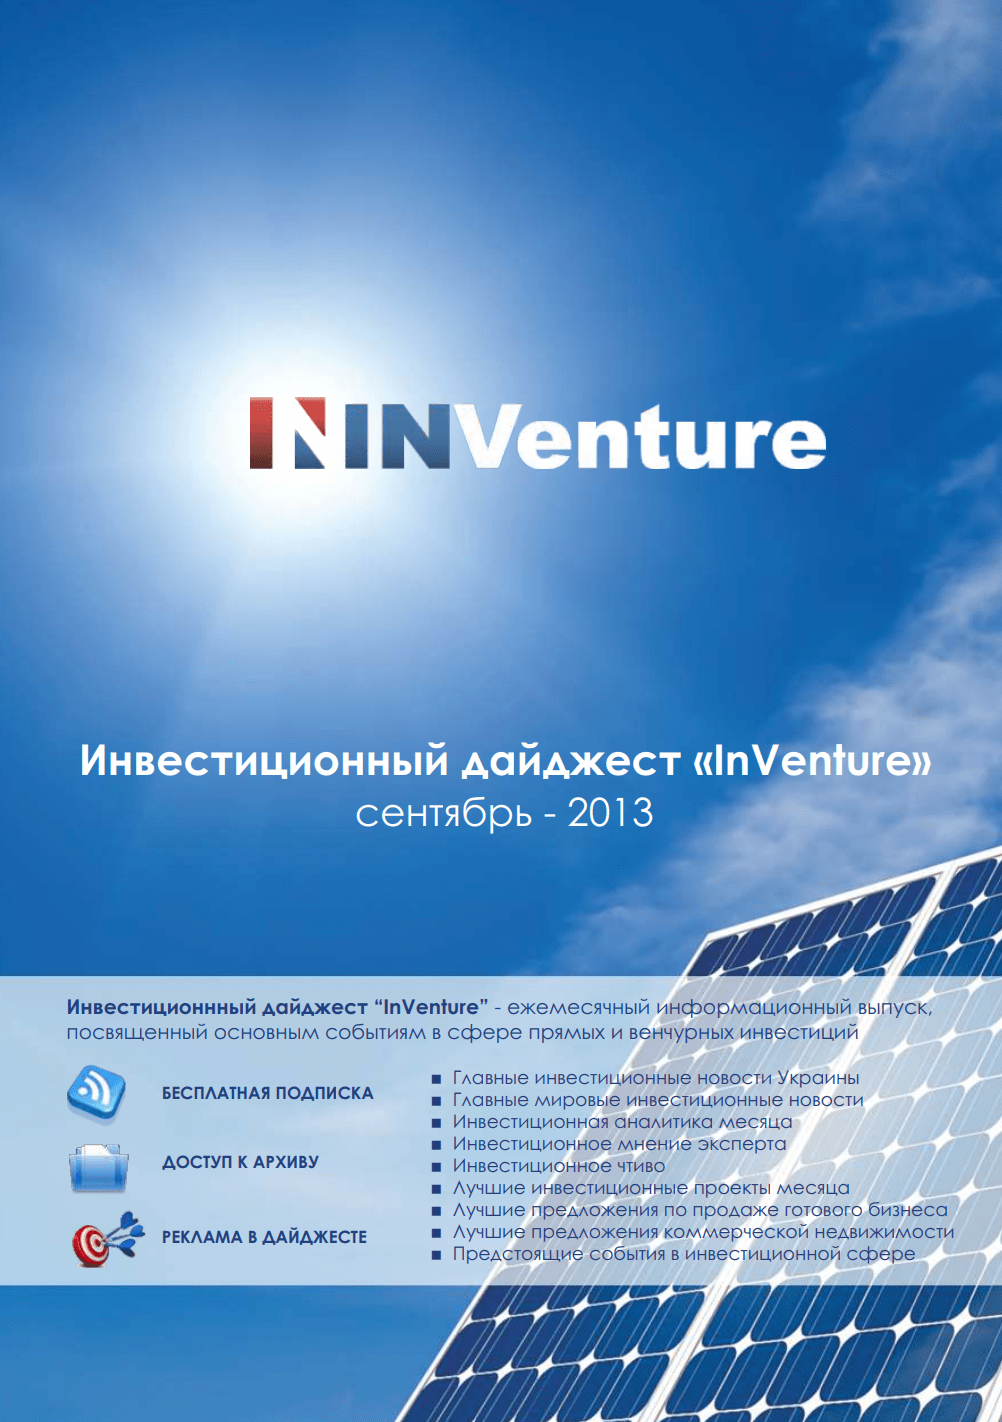 INVenture
Инвестиционный дайджест «InVenture»
сентябрь - 2013
Инвестиционнный дайджест “InVenture” - ежемесячный информационный выпуск,
посвященный основным событиям в сфере прямых и венчурных инвестиций
БЕСПЛАТНАЯ ПОДПИСКА
ДОСТУП К АРХИВУ
РЕКЛАМА В ДАЙДЖЕСТЕ
■ Главные инвестиционные новости Украины
■ Главные мировые инвестиционные новости
■ Инвестиционная аналитика месяца
■ Инвестиционное мнение эксперта
■ Инвестиционное чтиво
■ Лучшие инвестиционные проекты месяца
■ Лучшие предложения по продаже готового бизнеса
■ Лучшие предложения коммерческой недвижимости
■ Предстоящие события в инвестиционной сфере